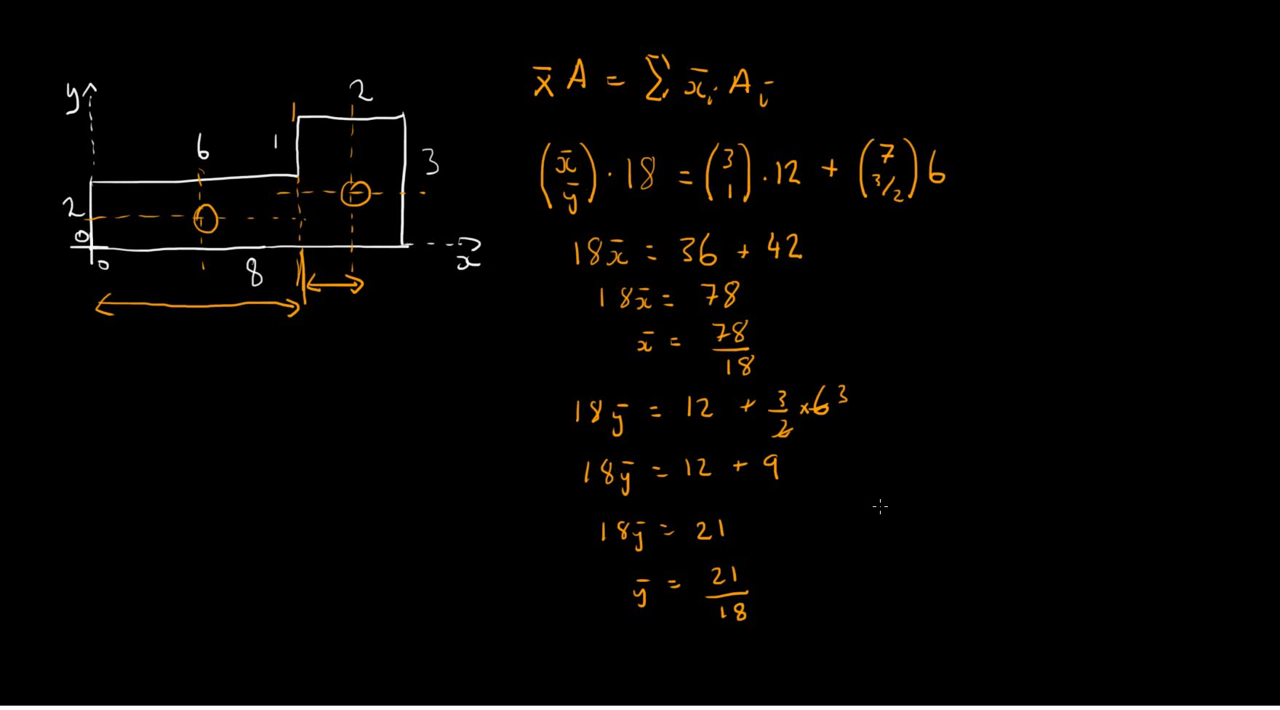 y
2
6
1
1
3
2
0
0
8
x
x̄ A = Σ x̄ᵢ Aᵢ
(x̄ ȳ) · 18 = (3 1) · 12 + (7 3/2) 6
18x̄ = 36 + 42
18x̄ = 78
x̄ = 78/18
18ȳ = 12 + 3/2 × 6 3
18ȳ = 12 + 9
18ȳ = 21
ȳ = 21/18